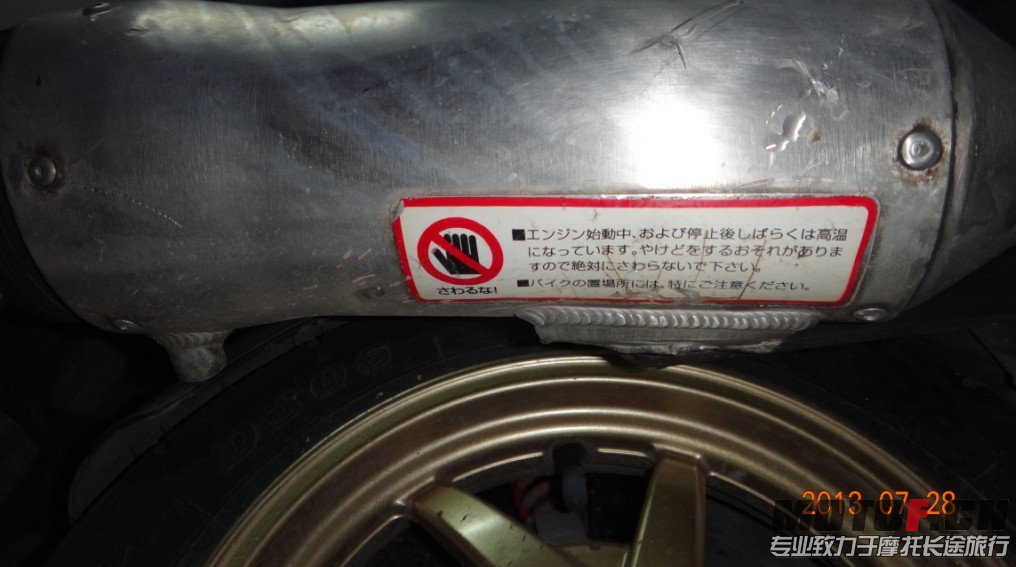 ■エンジン始動中、および停止後しばらくは高温
になっています。やけどをするおそれがありま
すので絶対にさわらないで下さい。
■バイクの置場所には、特にご注意ください。
さわるな!
2013 07 28
MOTOF.CN
专业致力于摩托长途旅行